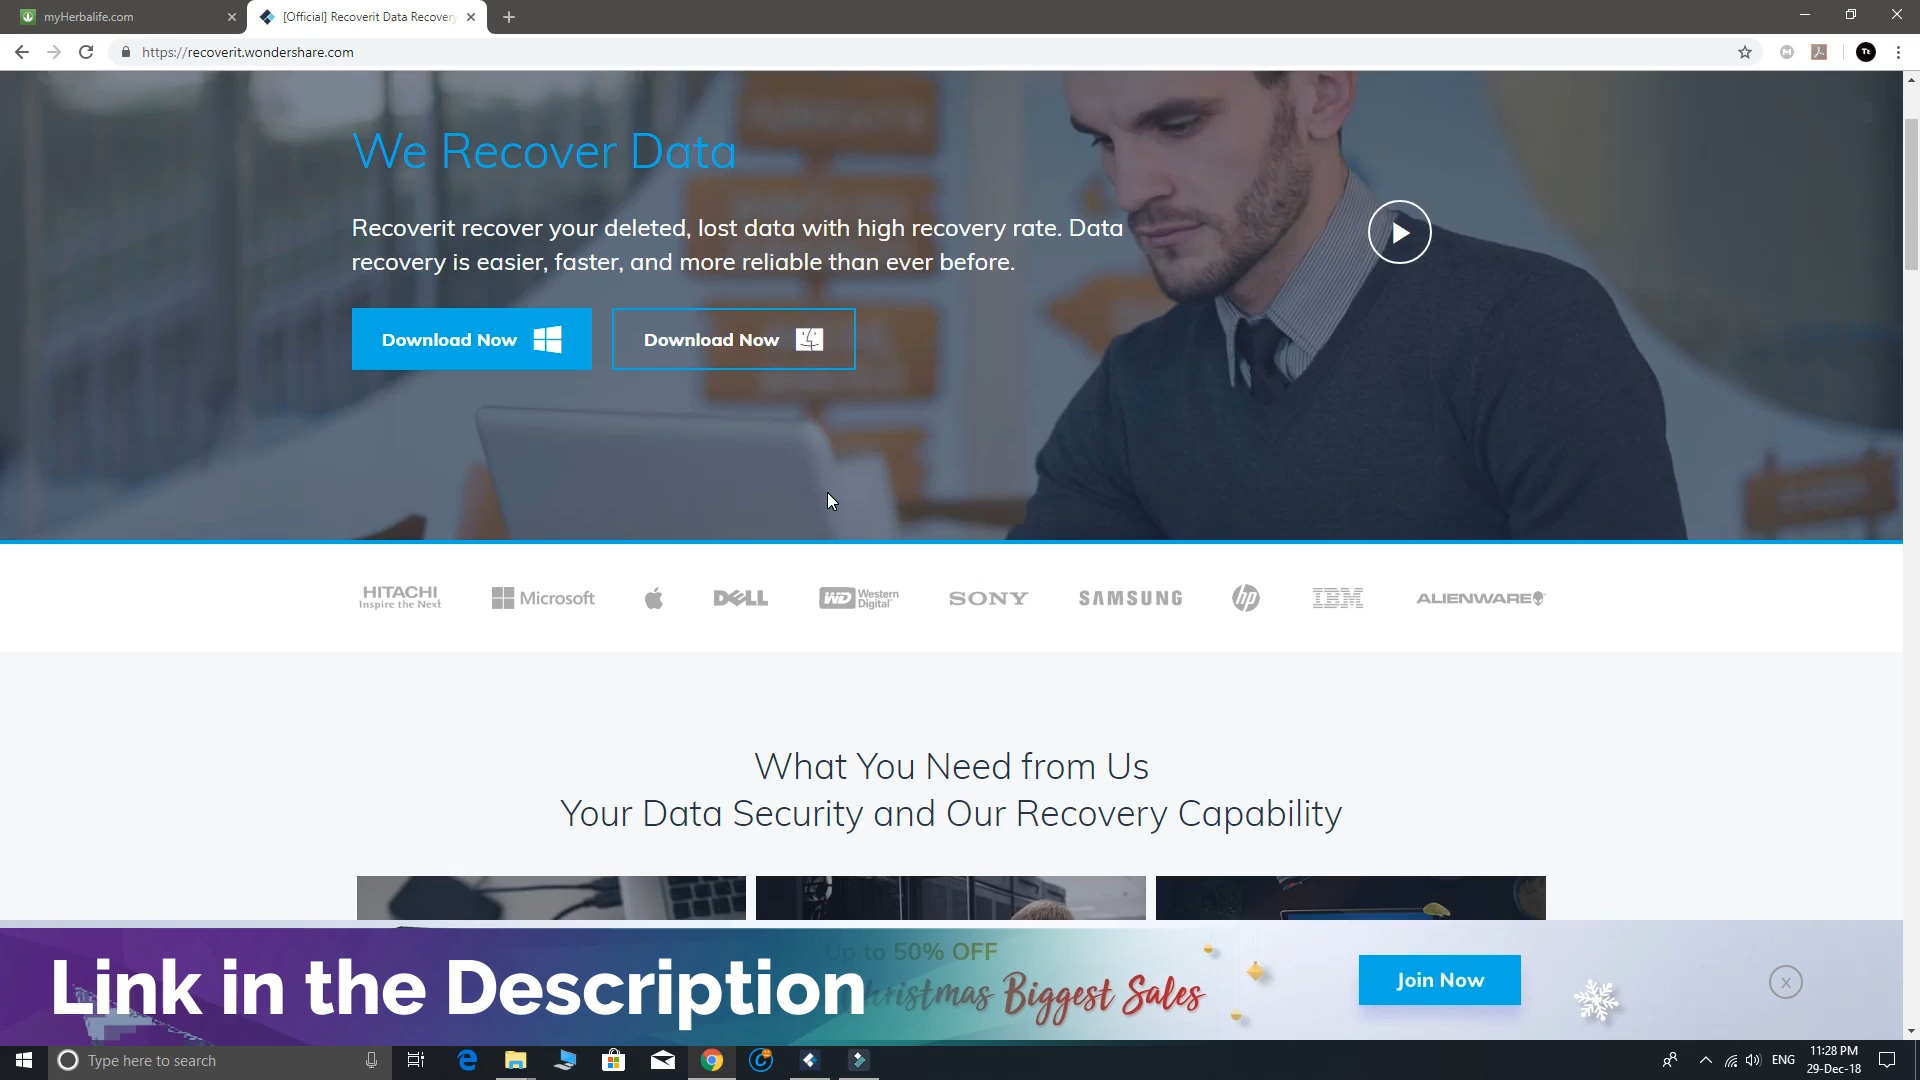 myHerbalife.com
[Official] Recoverit Data Recovery
https://recoverit.wondershare.com
We Recover Data
Recoverit recover your deleted, lost data with high recovery rate. Data
recovery is easier, faster, and more reliable than ever before.
Download Now
Download Now
HITACHI
Inspire the Next
Microsoft
DELL
WD Western Digital
SONY
SAMSUNG
hp
IBM
ALIENWARE
What You Need from Us
Your Data Security and Our Recovery Capability
Up to 50% OFF
Christmas Biggest Sales
Link in the Description
Join Now
Type here to search
ENG
11:28 PM
29-Dec-18